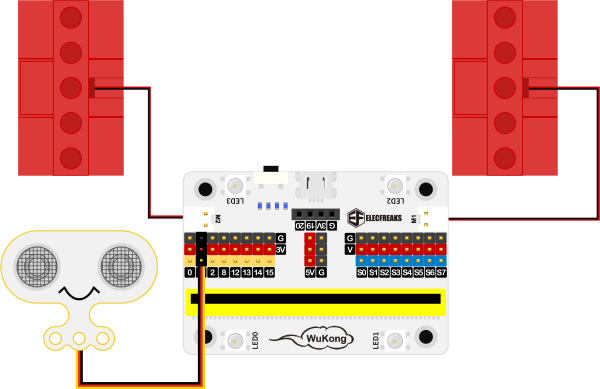 LED3
LED2
M2
G 3V 19 20
ELECFREAKS
M1
G
3V
G
V
0 2 8 12 13 14 15
5V G
S0 S1 S2 S3 S4 S5 S6 S7
LED0
WuKong
LED1